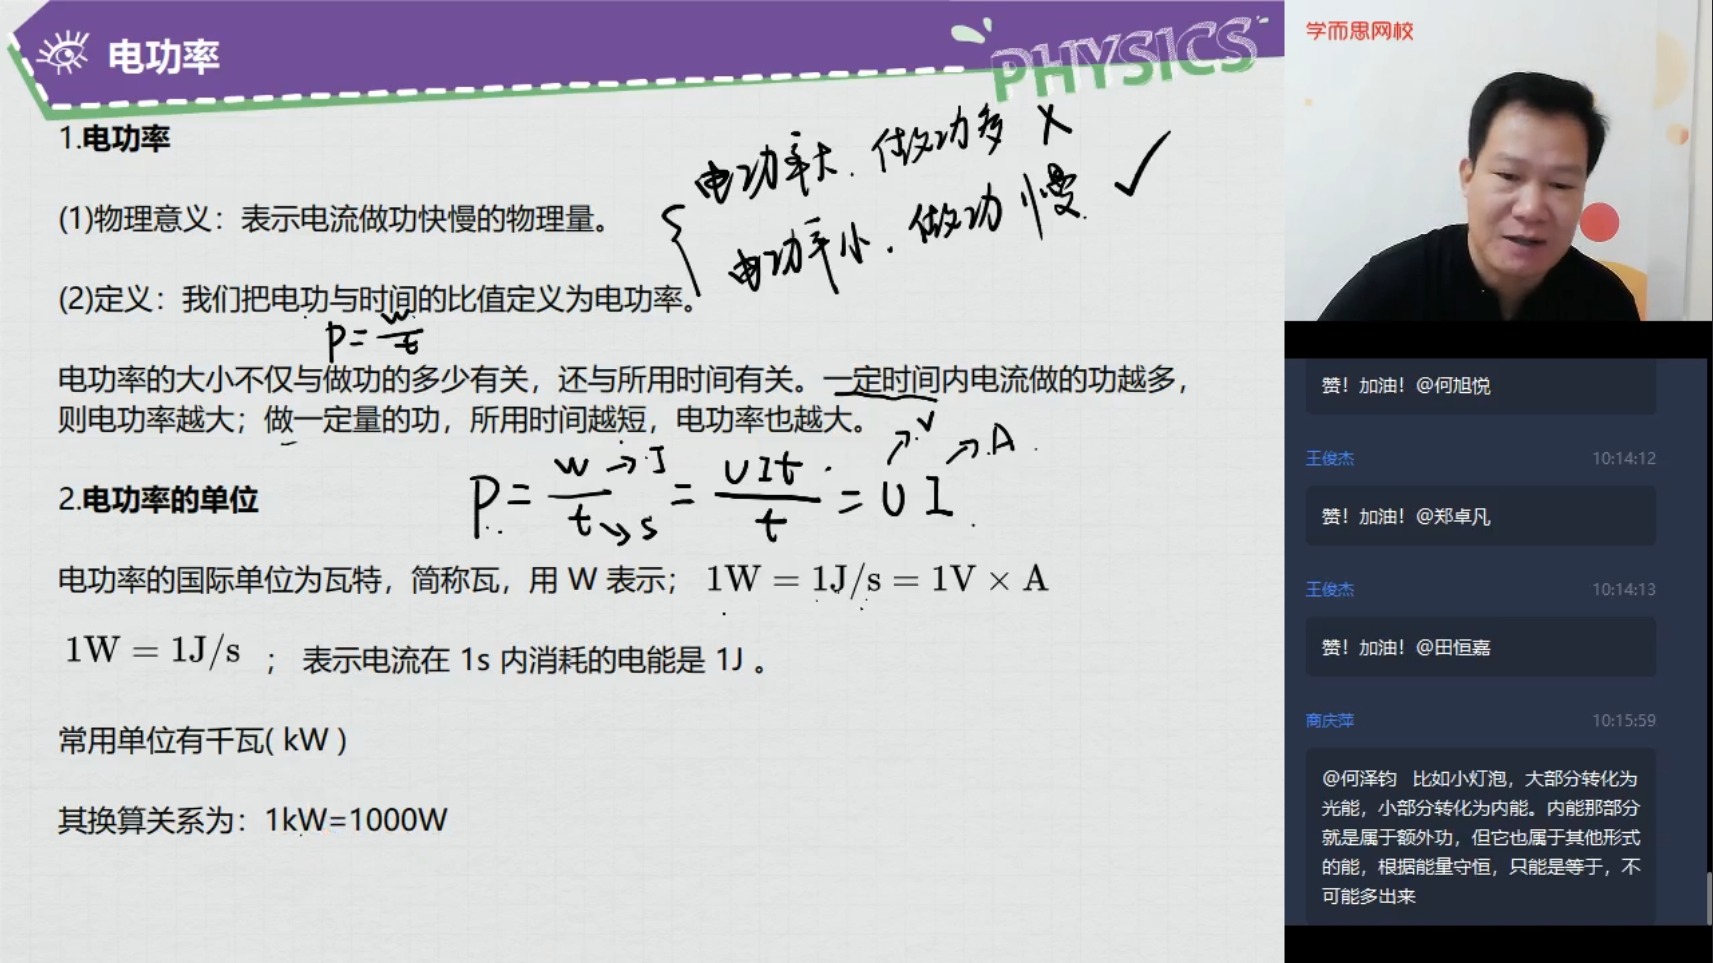 电功率
PHYSICS
1.电功率
电功率大.做功多 ×
(1)物理意义：表示电流做功快慢的物理量。
电功率小.做功慢. ✓
(2)定义：我们把电功与时间的比值定义为电功率。
P=W/t
电功率的大小不仅与做功的多少有关，还与所用时间有关。一定时间内电流做的功越多，
则电功率越大；做一定量的功，所用时间越短，电功率也越大。
P=W/t=UIt/t=UI
→J
→s
→V
→A
2.电功率的单位
电功率的国际单位为瓦特，简称瓦，用 W 表示； 1W = 1J/s = 1V × A
1W = 1J/s ； 表示电流在 1s 内消耗的电能是 1J 。
常用单位有千瓦( kW )
其换算关系为：1kW=1000W
学而思网校
赞！加油！@何旭悦
王俊杰 10:14:12
赞！加油！@郑卓凡
王俊杰 10:14:13
赞！加油！@田恒嘉
商庆萍 10:15:59
@何泽钧 比如小灯泡，大部分转化为
光能，小部分转化为内能。内能那部分
就是属于额外功，但它也属于其他形式
的能，根据能量守恒，只能是等于，不
可能多出来